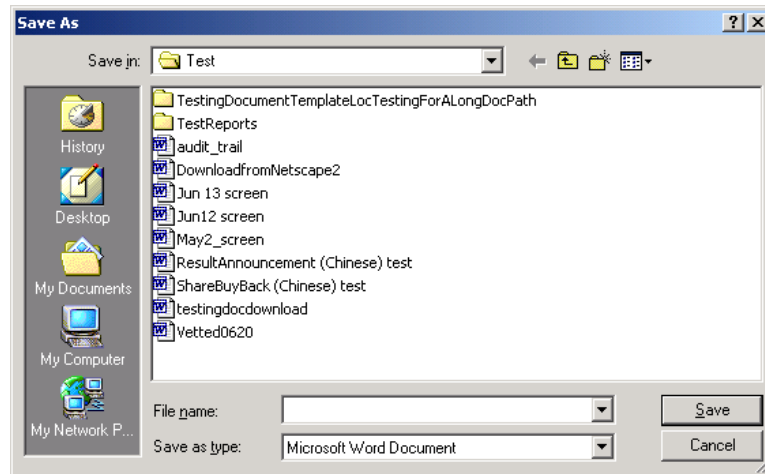 Save As
Save in: Test
History
Desktop
My Documents
My Computer
My Network P...
TestingDocumentTemplateLocTestingForALongDocPath
TestReports
audit_trail
DownloadfromNetscape2
Jun 13 screen
Jun12 screen
May2_screen
ResultAnnouncement (Chinese) test
ShareBuyBack (Chinese) test
testingdocdownload
Vetted0620
File name:
Save
Save as type: Microsoft Word Document
Cancel